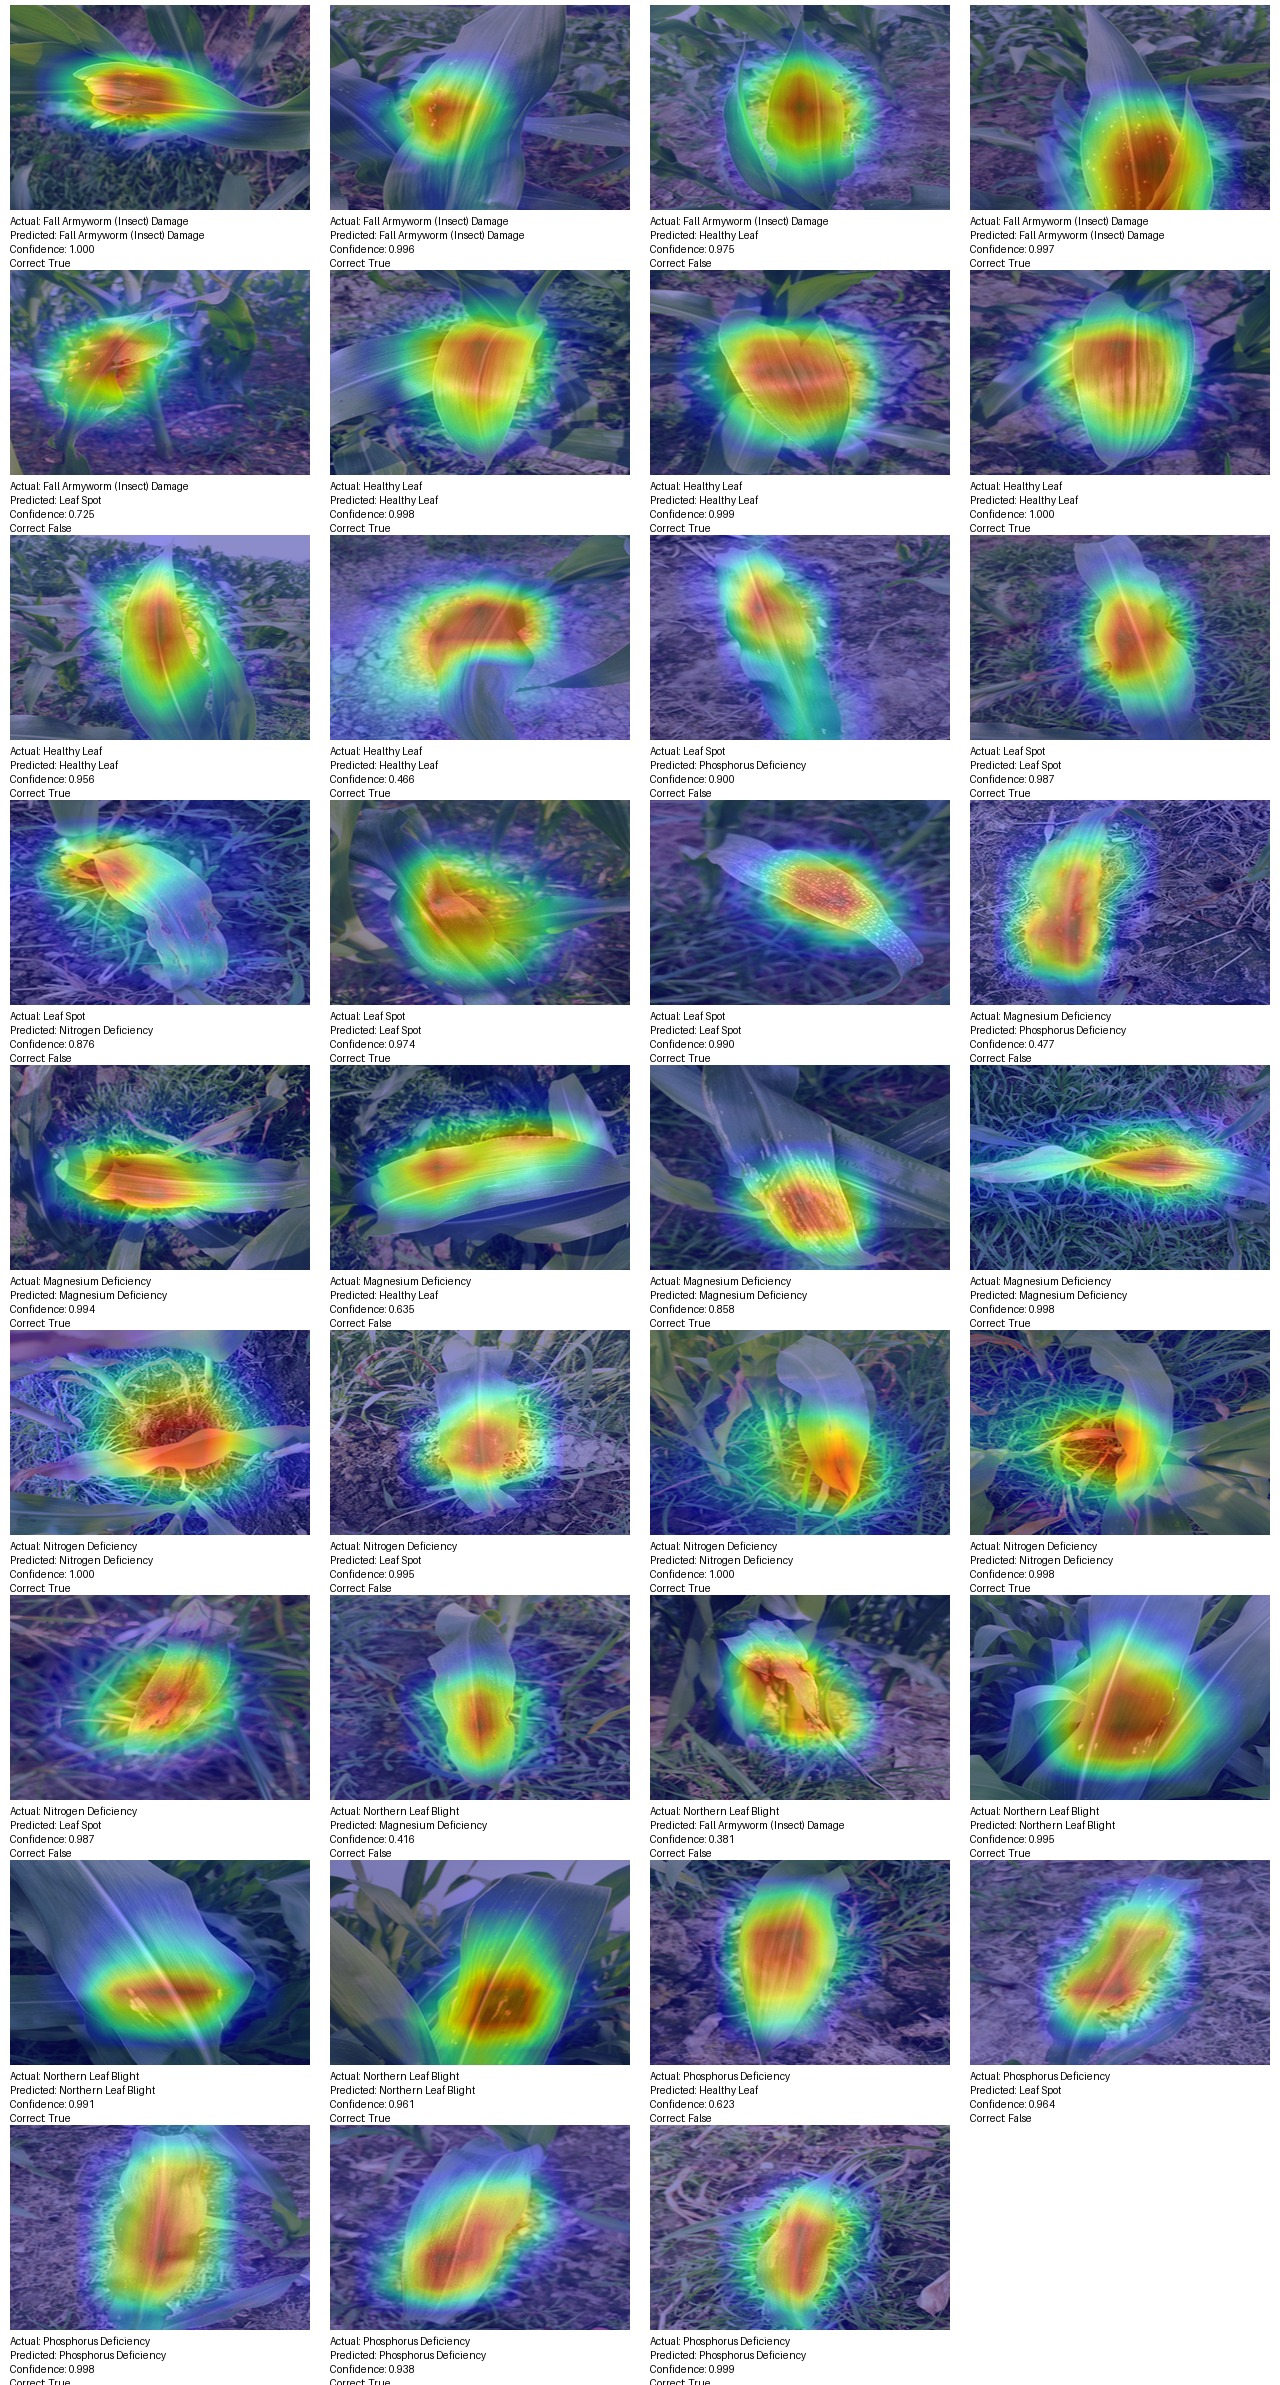 Actual: Fall Armyworm (Insect) Damage
Predicted: Fall Armyworm (Insect) Damage
Confidence: 1.000
Correct: True
Actual: Fall Armyworm (Insect) Damage
Predicted: Fall Armyworm (Insect) Damage
Confidence: 0.996
Correct: True
Actual: Fall Armyworm (Insect) Damage
Predicted: Healthy Leaf
Confidence: 0.975
Correct: False
Actual: Fall Armyworm (Insect) Damage
Predicted: Fall Armyworm (Insect) Damage
Confidence: 0.997
Correct: True
Actual: Fall Armyworm (Insect) Damage
Predicted: Leaf Spot
Confidence: 0.725
Correct: False
Actual: Healthy Leaf
Predicted: Healthy Leaf
Confidence: 0.998
Correct: True
Actual: Healthy Leaf
Predicted: Healthy Leaf
Confidence: 0.999
Correct: True
Actual: Healthy Leaf
Predicted: Healthy Leaf
Confidence: 1.000
Correct: True
Actual: Healthy Leaf
Predicted: Healthy Leaf
Confidence: 0.956
Correct: True
Actual: Healthy Leaf
Predicted: Healthy Leaf
Confidence: 0.466
Correct: True
Actual: Leaf Spot
Predicted: Phosphorus Deficiency
Confidence: 0.900
Correct: False
Actual: Leaf Spot
Predicted: Leaf Spot
Confidence: 0.987
Correct: True
Actual: Leaf Spot
Predicted: Nitrogen Deficiency
Confidence: 0.876
Correct: False
Actual: Leaf Spot
Predicted: Leaf Spot
Confidence: 0.974
Correct: True
Actual: Leaf Spot
Predicted: Leaf Spot
Confidence: 0.990
Correct: True
Actual: Magnesium Deficiency
Predicted: Phosphorus Deficiency
Confidence: 0.477
Correct: False
Actual: Magnesium Deficiency
Predicted: Magnesium Deficiency
Confidence: 0.994
Correct: True
Actual: Magnesium Deficiency
Predicted: Healthy Leaf
Confidence: 0.635
Correct: False
Actual: Magnesium Deficiency
Predicted: Magnesium Deficiency
Confidence: 0.858
Correct: True
Actual: Magnesium Deficiency
Predicted: Magnesium Deficiency
Confidence: 0.998
Correct: True
Actual: Nitrogen Deficiency
Predicted: Nitrogen Deficiency
Confidence: 1.000
Correct: True
Actual: Nitrogen Deficiency
Predicted: Leaf Spot
Confidence: 0.995
Correct: False
Actual: Nitrogen Deficiency
Predicted: Nitrogen Deficiency
Confidence: 1.000
Correct: True
Actual: Nitrogen Deficiency
Predicted: Nitrogen Deficiency
Confidence: 0.998
Correct: True
Actual: Nitrogen Deficiency
Predicted: Leaf Spot
Confidence: 0.987
Correct: False
Actual: Northern Leaf Blight
Predicted: Magnesium Deficiency
Confidence: 0.416
Correct: False
Actual: Northern Leaf Blight
Predicted: Fall Armyworm (Insect) Damage
Confidence: 0.381
Correct: False
Actual: Northern Leaf Blight
Predicted: Northern Leaf Blight
Confidence: 0.995
Correct: True
Actual: Northern Leaf Blight
Predicted: Northern Leaf Blight
Confidence: 0.991
Correct: True
Actual: Northern Leaf Blight
Predicted: Northern Leaf Blight
Confidence: 0.961
Correct: True
Actual: Phosphorus Deficiency
Predicted: Healthy Leaf
Confidence: 0.623
Correct: False
Actual: Phosphorus Deficiency
Predicted: Leaf Spot
Confidence: 0.964
Correct: False
Actual: Phosphorus Deficiency
Predicted: Phosphorus Deficiency
Confidence: 0.998
Correct: True
Actual: Phosphorus Deficiency
Predicted: Phosphorus Deficiency
Confidence: 0.938
Correct: True
Actual: Phosphorus Deficiency
Predicted: Phosphorus Deficiency
Confidence: 0.999
Correct: True